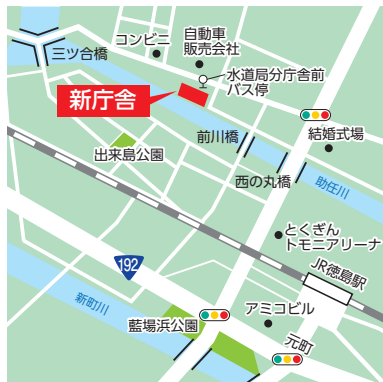 コンビニ
自動車
販売会社
三ツ合橋
水道局分庁舎前
バス停
新庁舎
前川橋
結婚式場
出来島公園
西の丸橋
助任川
とくぎん
トモニアリーナ
192
JR徳島駅
新町川
アミコビル
藍場浜公園
元町